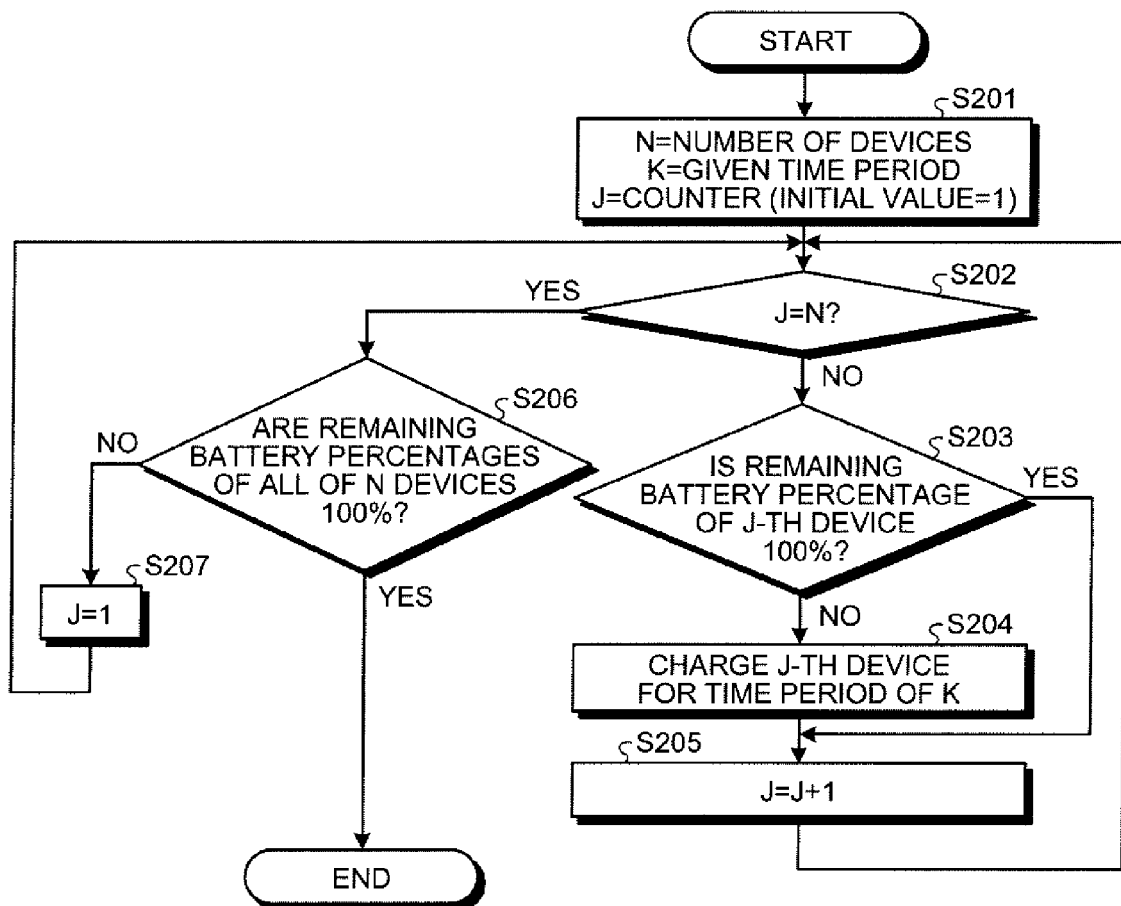 START
S201
N=NUMBER OF DEVICES
K=GIVEN TIME PERIOD
J=COUNTER (INITIAL VALUE=1)
S202
YES
J=N?
NO
S206
ARE REMAINING
BATTERY PERCENTAGES
OF ALL OF N DEVICES
100%?
NO
YES
S207
J=1
S203
IS REMAINING
BATTERY PERCENTAGE
OF J-TH DEVICE
100%?
YES
NO
S204
CHARGE J-TH DEVICE
FOR TIME PERIOD OF K
S205
J=J+1
END